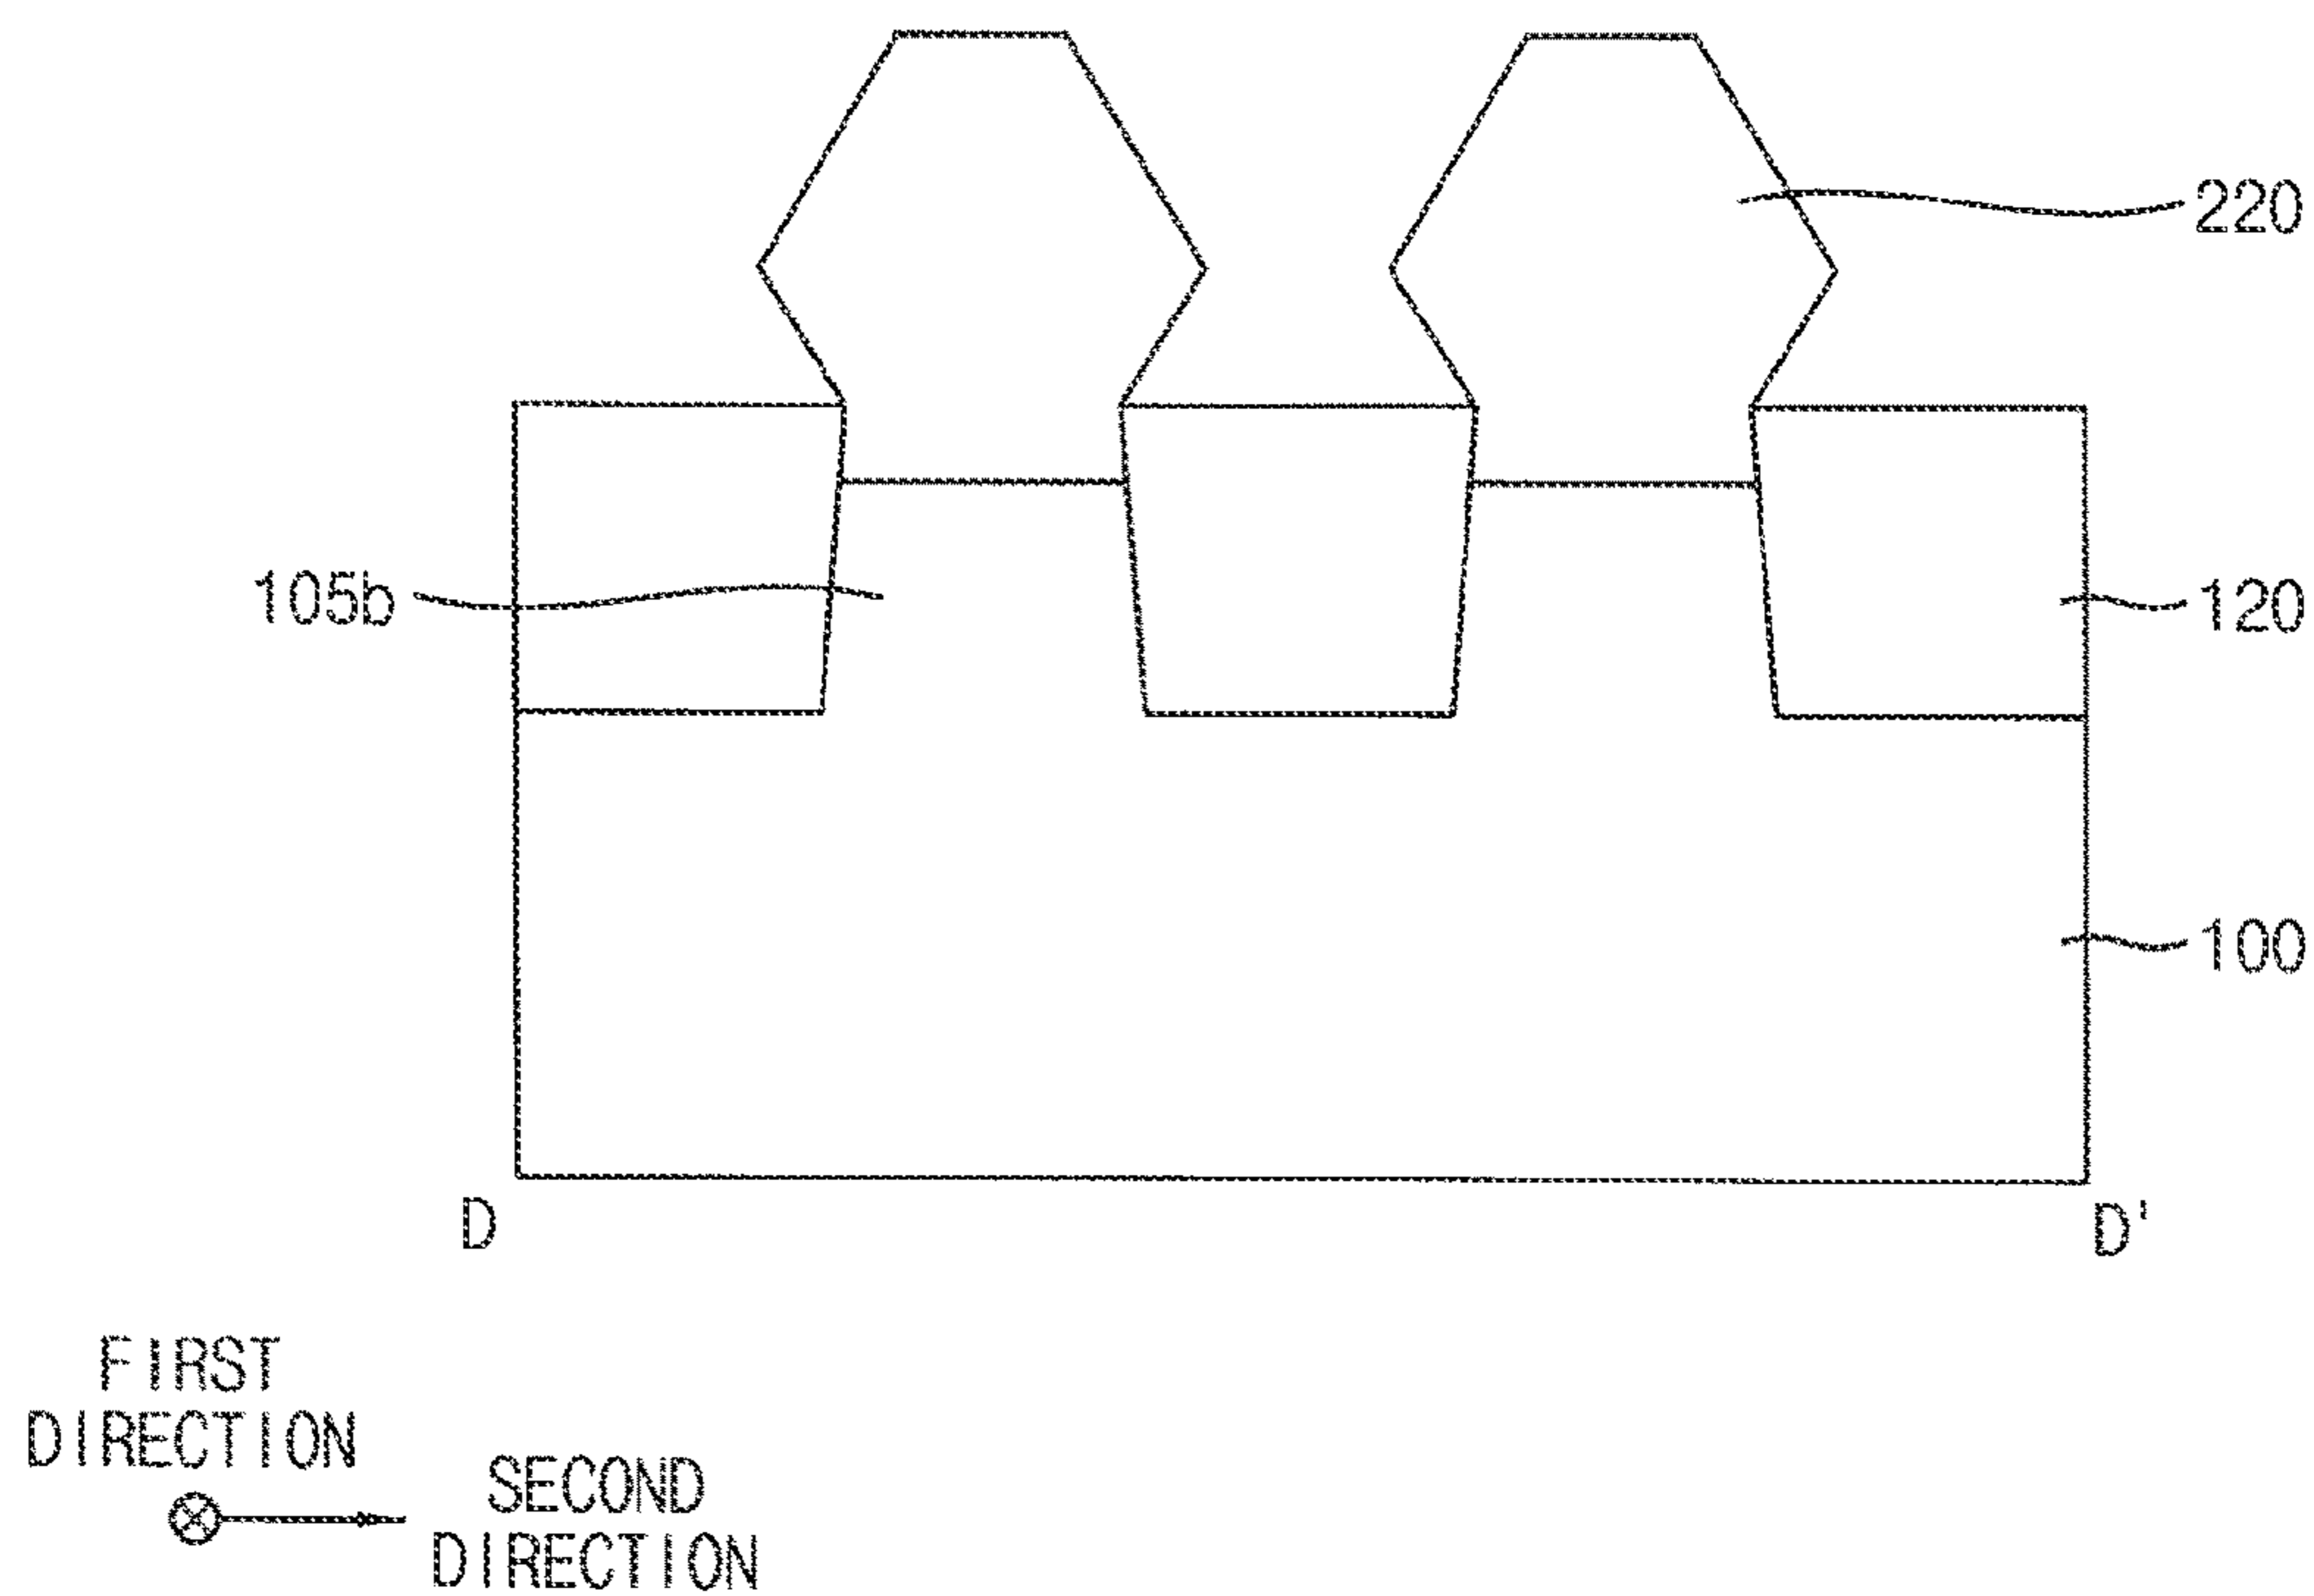 220
105b
120
100
D
D'
FIRST
DIRECTION
SECOND
DIRECTION